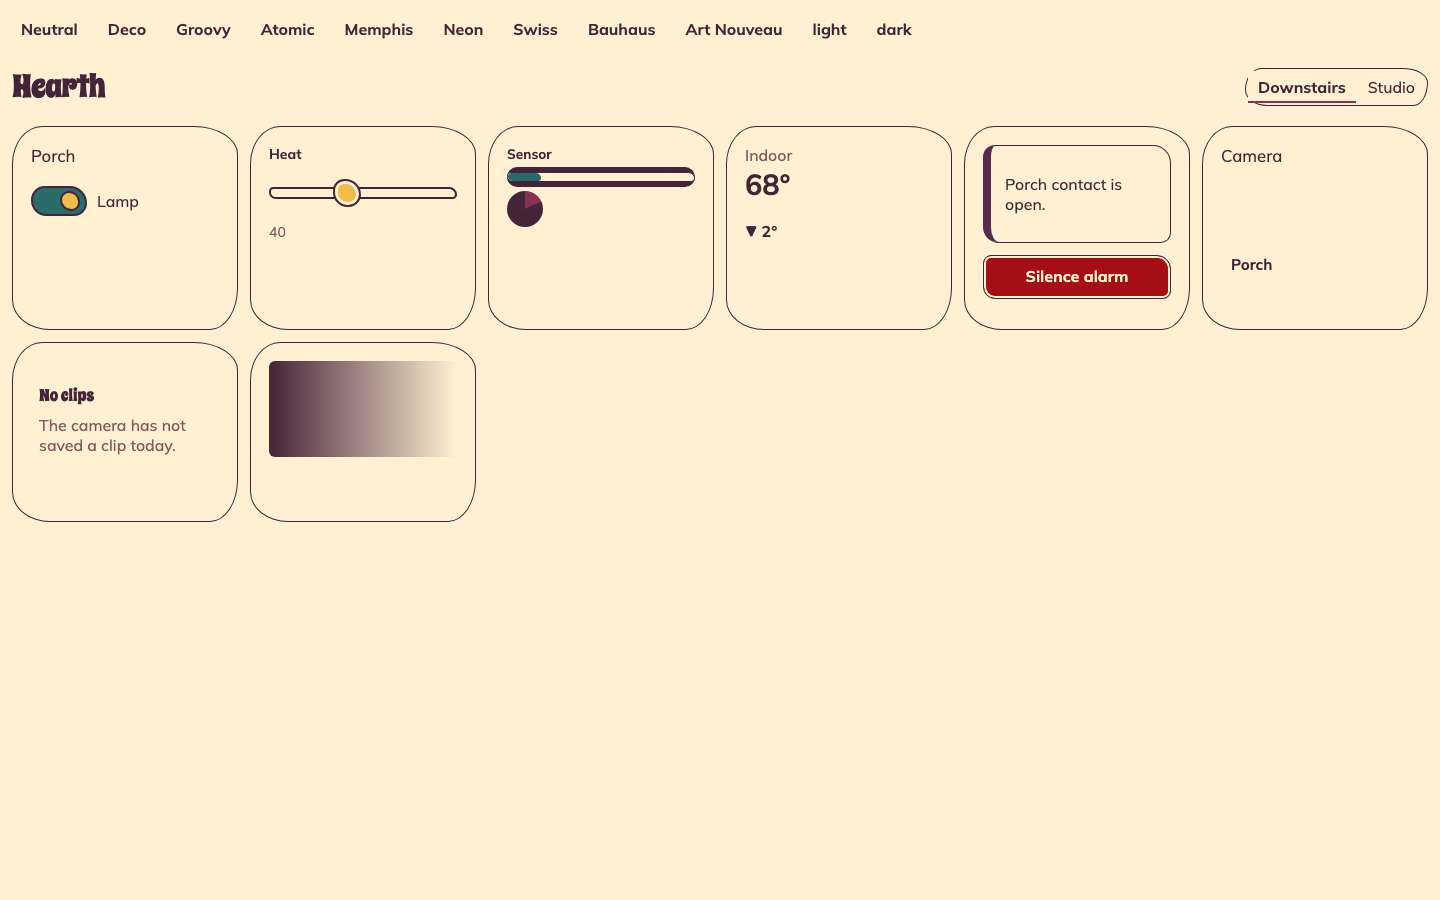 Neutral Deco Groovy Atomic Memphis Neon Swiss Bauhaus Art Nouveau light dark
Hearth
Downstairs Studio
Porch
Lamp
Heat
40
Sensor
Indoor
68°
2°
Porch contact is
open.
Silence alarm
Camera
Porch
No clips
The camera has not
saved a clip today.